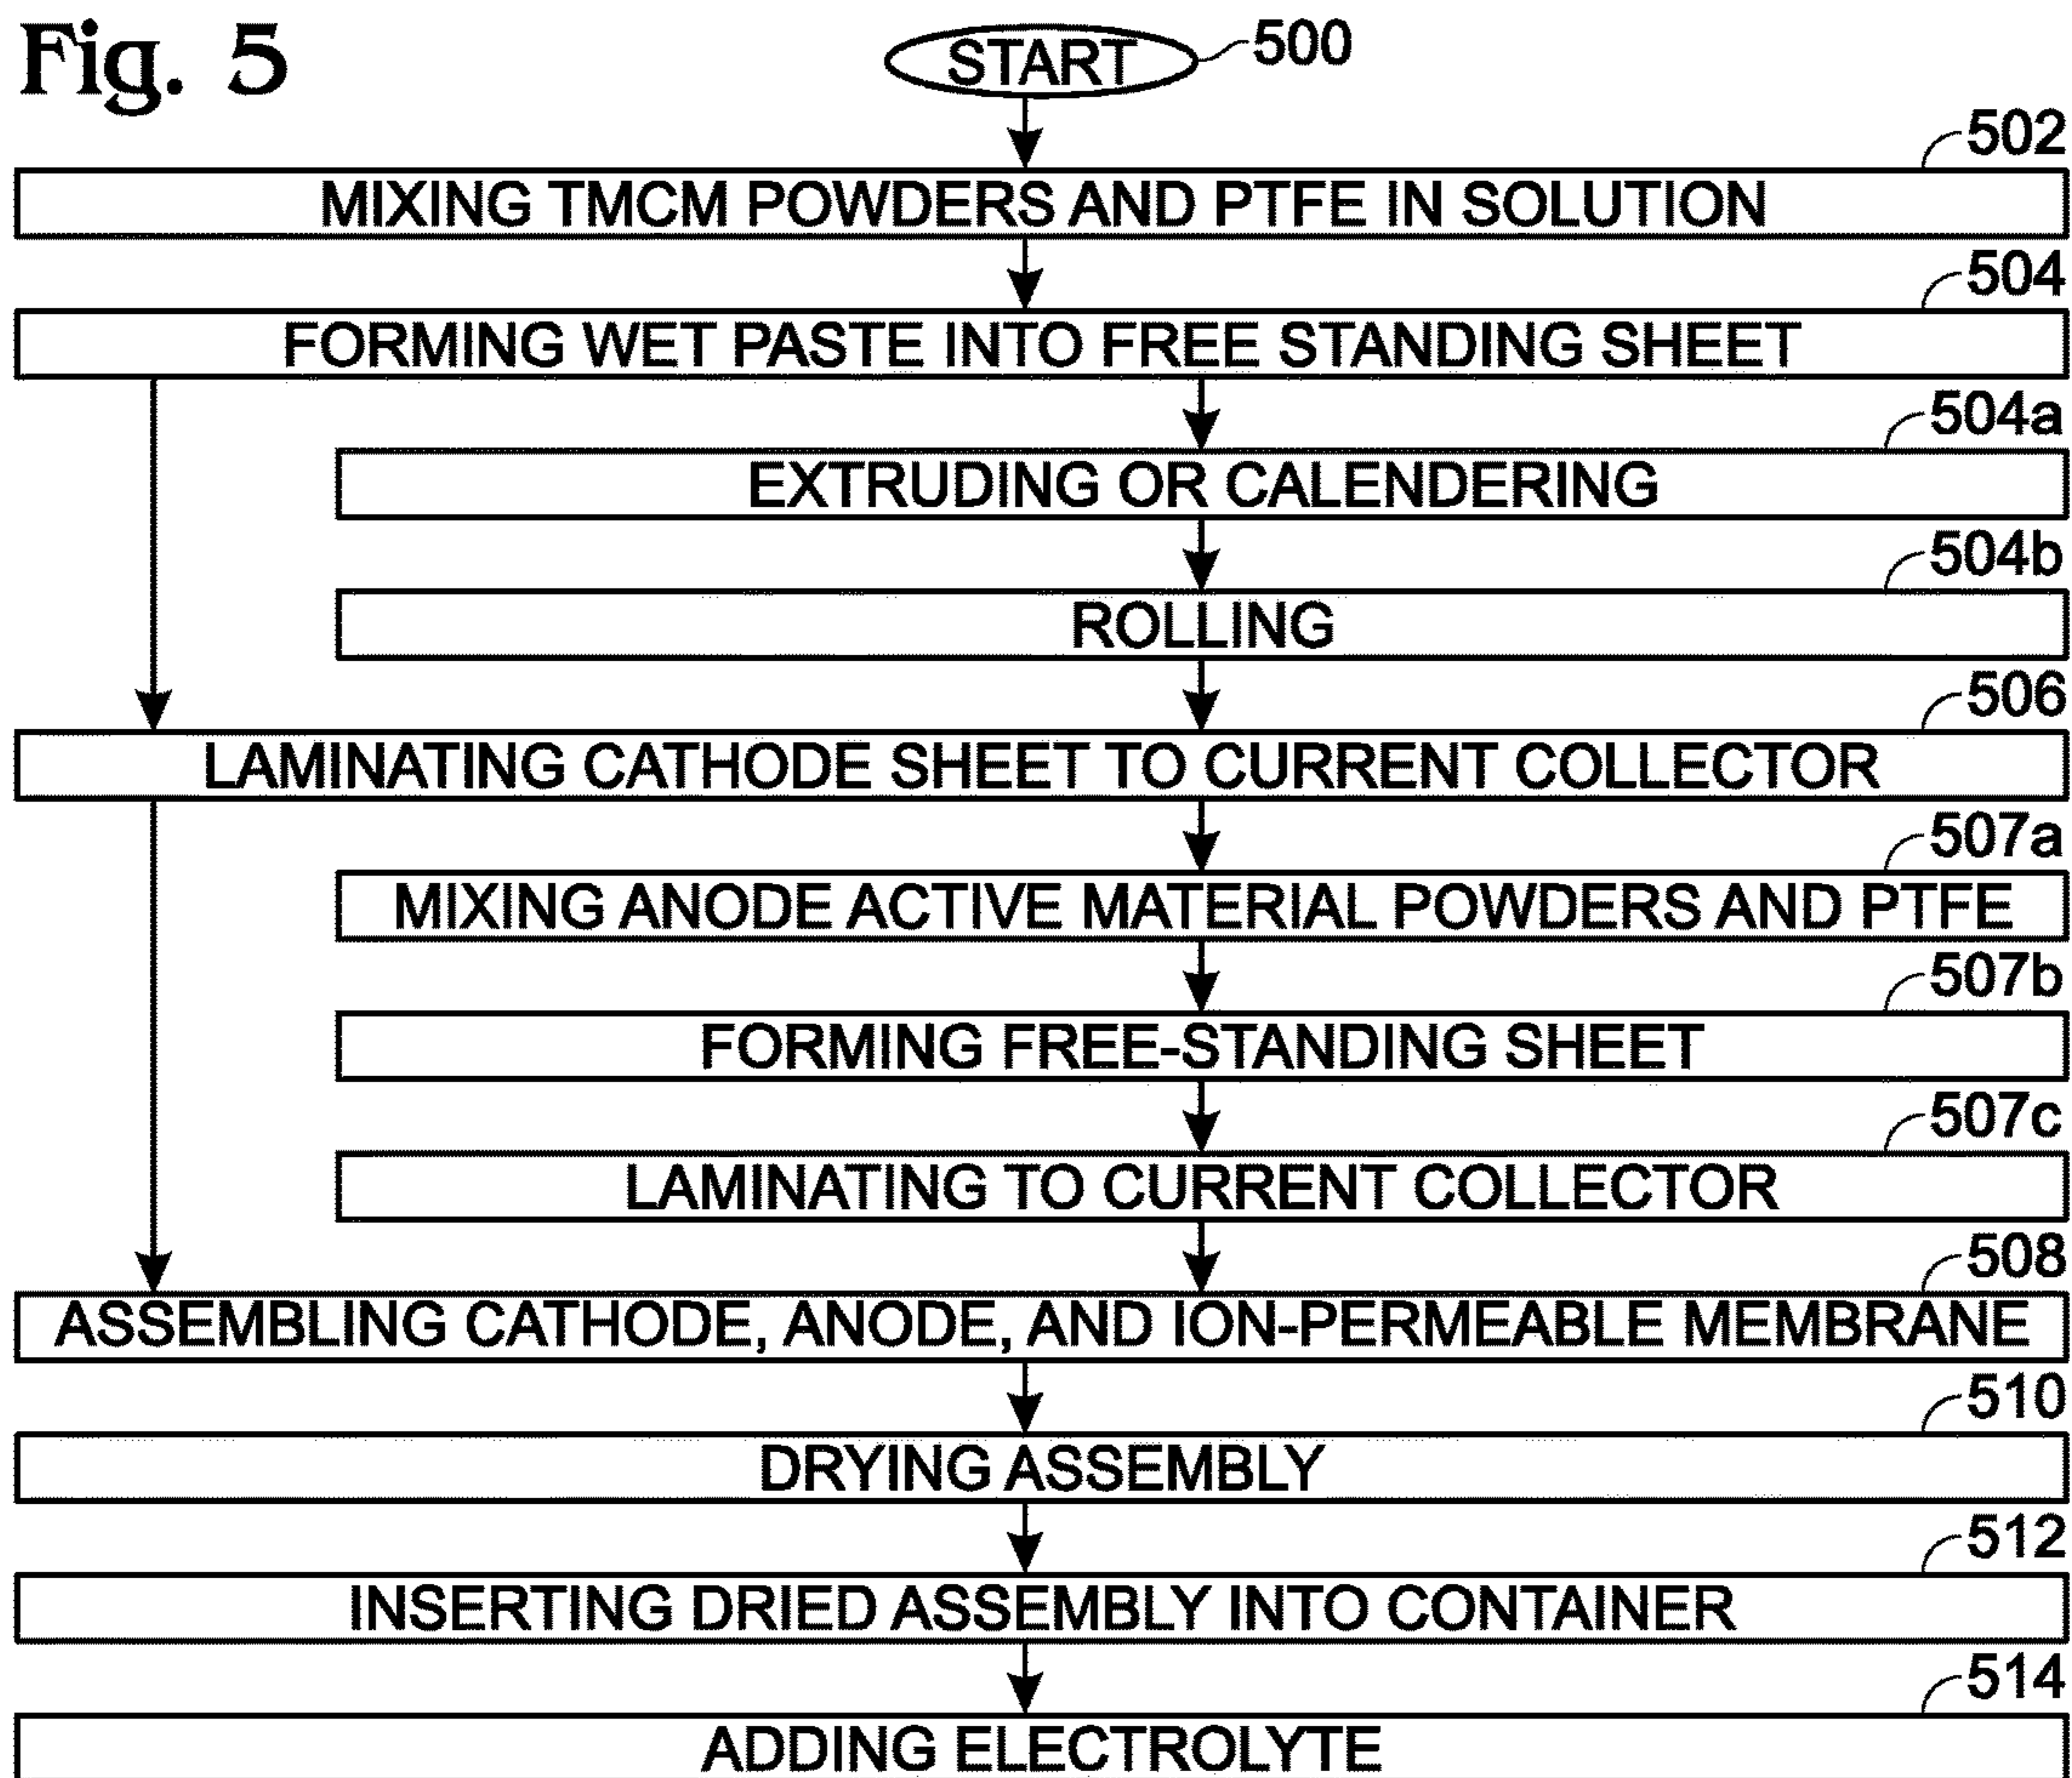 Fig. 5
START
500
502
MIXING TMCM POWDERS AND PTFE IN SOLUTION
504
FORMING WET PASTE INTO FREE STANDING SHEET
504a
EXTRUDING OR CALENDERING
504b
ROLLING
506
LAMINATING CATHODE SHEET TO CURRENT COLLECTOR
507a
MIXING ANODE ACTIVE MATERIAL POWDERS AND PTFE
507b
FORMING FREE-STANDING SHEET
507c
LAMINATING TO CURRENT COLLECTOR
508
ASSEMBLING CATHODE, ANODE, AND ION-PERMEABLE MEMBRANE
510
DRYING ASSEMBLY
512
INSERTING DRIED ASSEMBLY INTO CONTAINER
514
ADDING ELECTROLYTE